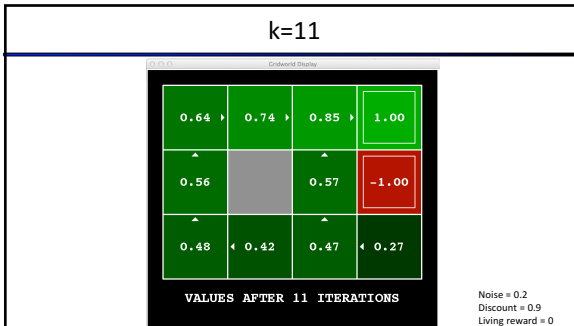 k=11
Gridworld Display
0.64 0.74 0.85 1.00
0.56 0.57 -1.00
0.48 0.42 0.47 0.27
VALUES AFTER 11 ITERATIONS
Noise = 0.2
Discount = 0.9
Living reward = 0